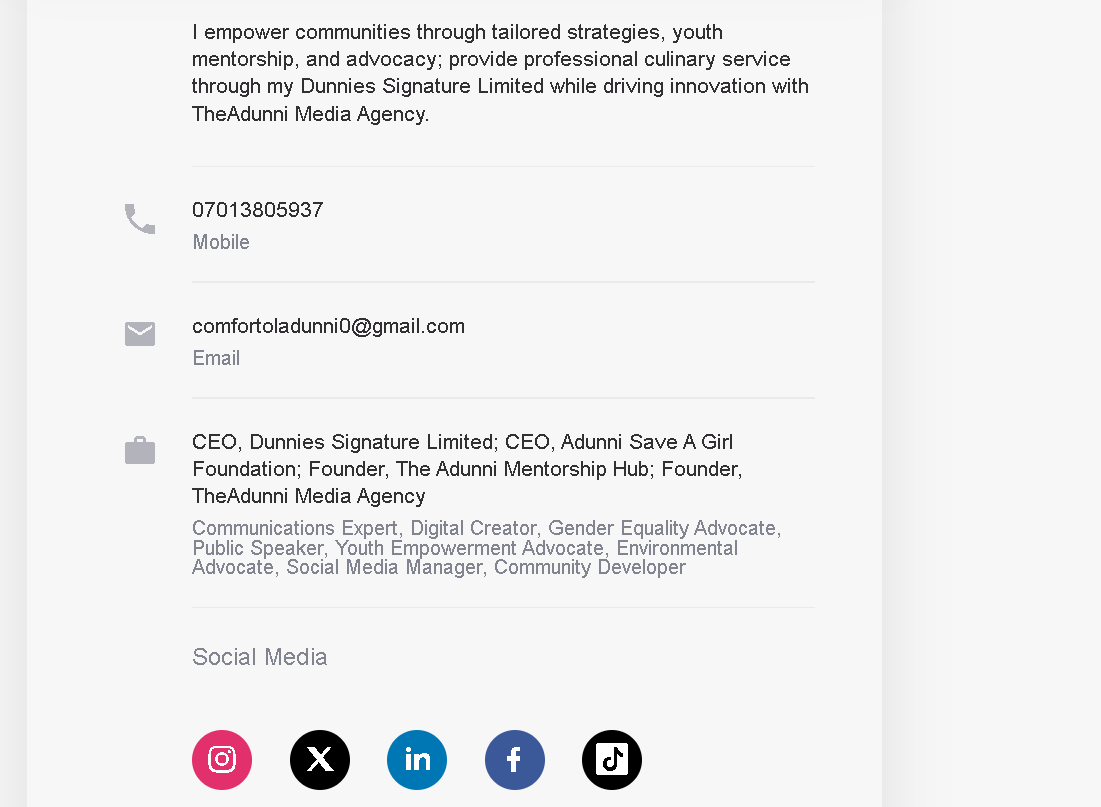 I empower communities through tailored strategies, youth
mentorship, and advocacy; provide professional culinary service
through my Dunnies Signature Limited while driving innovation with
TheAdunni Media Agency.
07013805937
Mobile
comfortoladunni0@gmail.com
Email
CEO, Dunnies Signature Limited; CEO, Adunni Save A Girl
Foundation; Founder, The Adunni Mentorship Hub; Founder,
TheAdunni Media Agency
Communications Expert, Digital Creator, Gender Equality Advocate,
Public Speaker, Youth Empowerment Advocate, Environmental
Advocate, Social Media Manager, Community Developer
Social Media